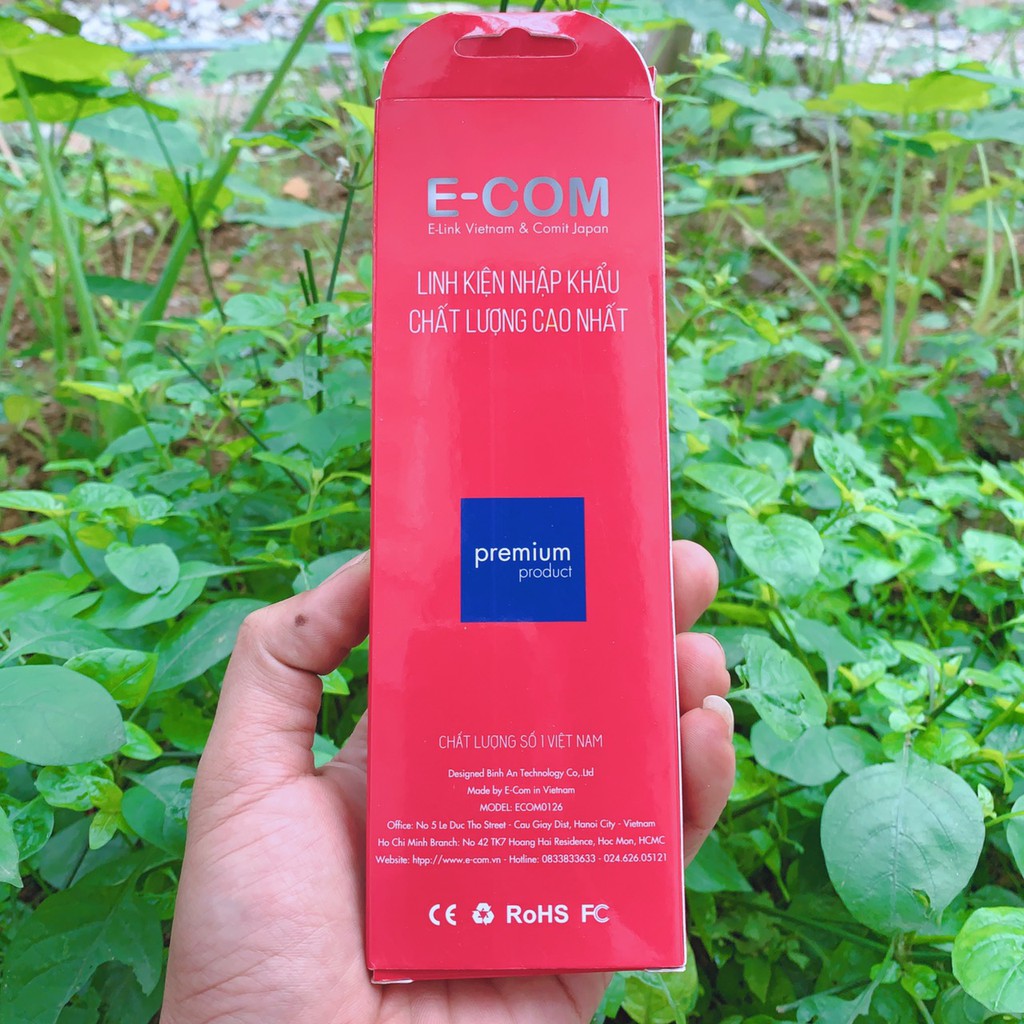 E-COM
E-Link Vietnam & Comit Japan
LINH KIỆN NHẬP KHẨU
CHẤT LƯỢNG CAO NHẤT
premium
product
CHẤT LƯỢNG SỐ 1 VIỆT NAM
Designed Binh An Technology Co,.Ltd
Made by E-Com in Vietnam
MODEL: ECOM0126
Office: No 5 Le Duc Tho Street - Cau Giay Dist, Hanoi City - Vietnam
Ho Chi Minh Branch: No 42 TK7 Hoang Hai Residence, Hoc Mon, HCMC
Website: htpp://www.e-com.vn - Hotline: 0833833633 - 024.626.05121
CE RoHS FC